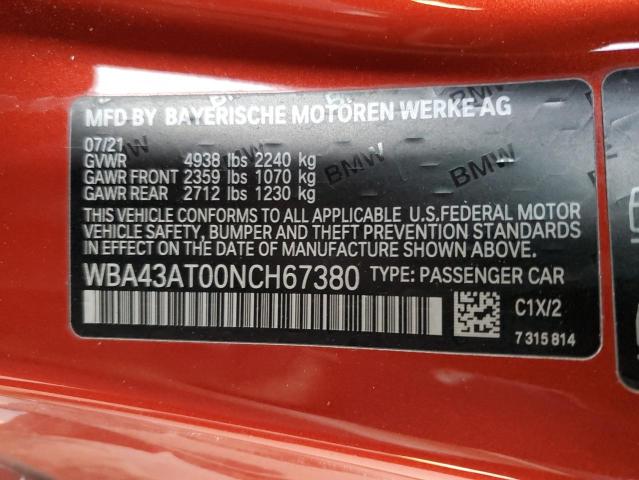 MFD BY BAYERISCHE MOTOREN WERKE AG
07/21
GVWR 4938 lbs 2240 kg
GAWR FRONT 2359 lbs 1070 kg
GAWR REAR 2712 lbs 1230 kg
BMW
BMW
THIS VEHICLE CONFORMS TO ALL APPLICABLE U.S.FEDERAL MOTOR
VEHICLE SAFETY, BUMPER AND THEFT PREVENTION STANDARDS
IN EFFECT ON THE DATE OF MANUFACTURE SHOWN ABOVE.
WBA43AT00NCH67380 TYPE: PASSENGER CAR
C1X/2
7 315 814